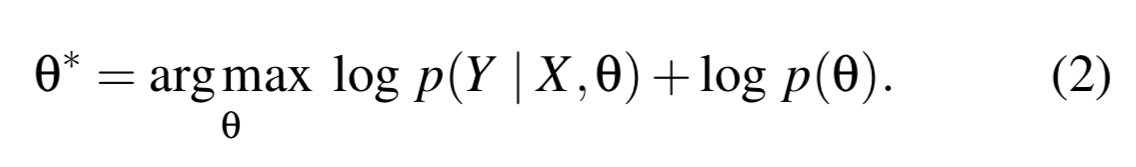 θ* = arg max log p(Y | X, θ) + log p(θ). (2)
θ